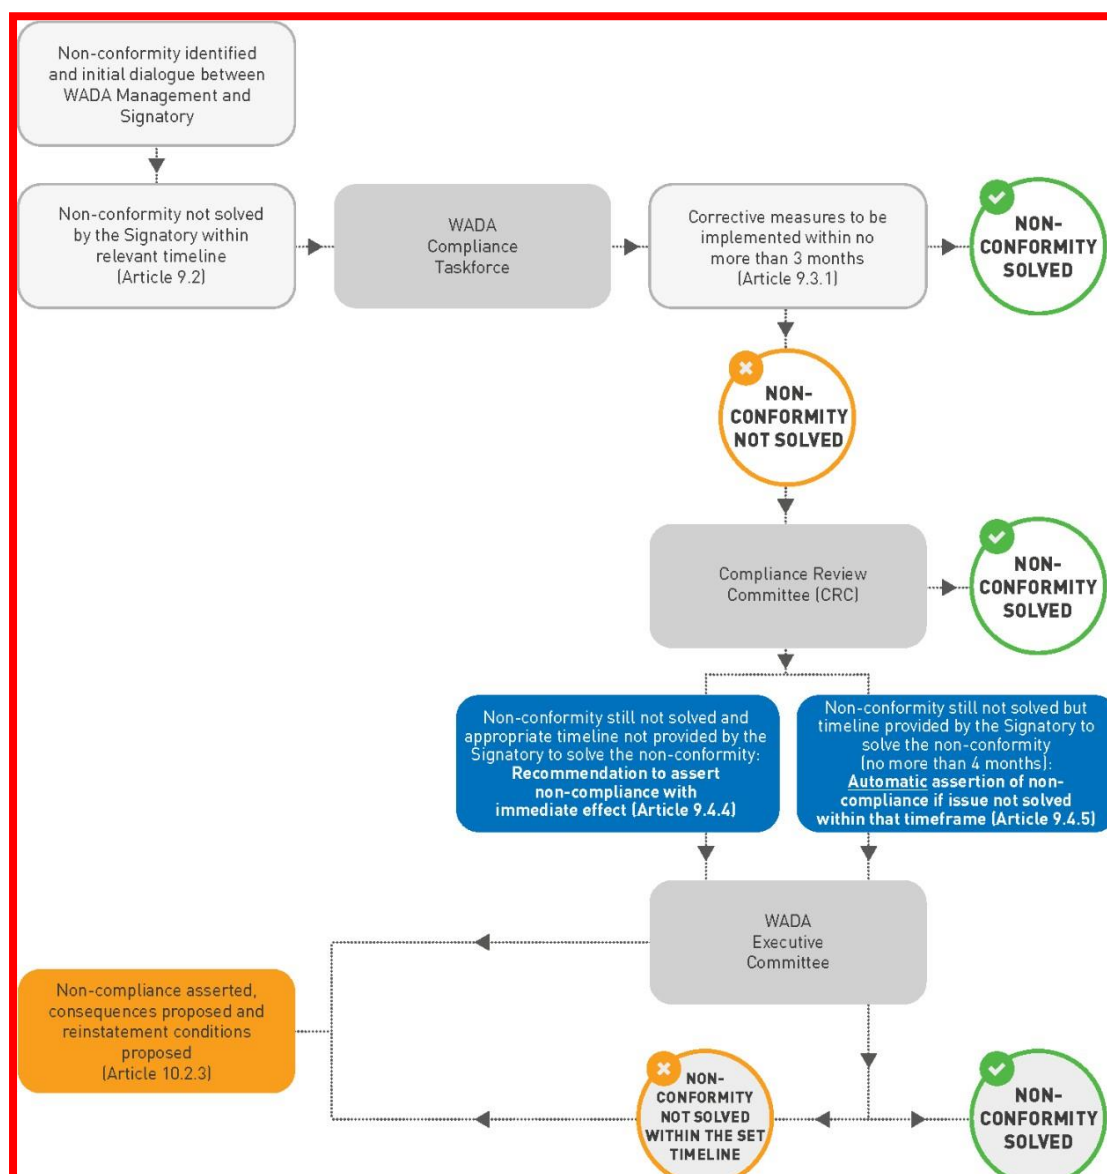 Non-conformity identified
and initial dialogue between
WADA Management and
Signatory
Non-conformity not solved
by the Signatory within
relevant timeline
(Article 9.2)
WADA
Compliance
Taskforce
Corrective measures to be
implemented within no
more than 3 months
(Article 9.3.1)
NON-
CONFORMITY
SOLVED
NON-
CONFORMITY
NOT SOLVED
Compliance Review
Committee (CRC)
NON-
CONFORMITY
SOLVED
Non-conformity still not solved and
appropriate timeline not provided by the
Signatory to solve the non-conformity:
Recommendation to assert
non-compliance with
immediate effect (Article 9.4.4)
Non-conformity still not solved but
timeline provided by the Signatory to
solve the non-conformity
(no more than 4 months):
Automatic assertion of non-
compliance if issue not solved
within that timeframe (Article 9.4.5)
WADA
Executive
Committee
Non-compliance asserted,
consequences proposed and
reinstatement conditions
proposed
(Article 10.2.3)
NON-
CONFORMITY
NOT SOLVED
WITHIN THE SET
TIMELINE
NON-
CONFORMITY
SOLVED